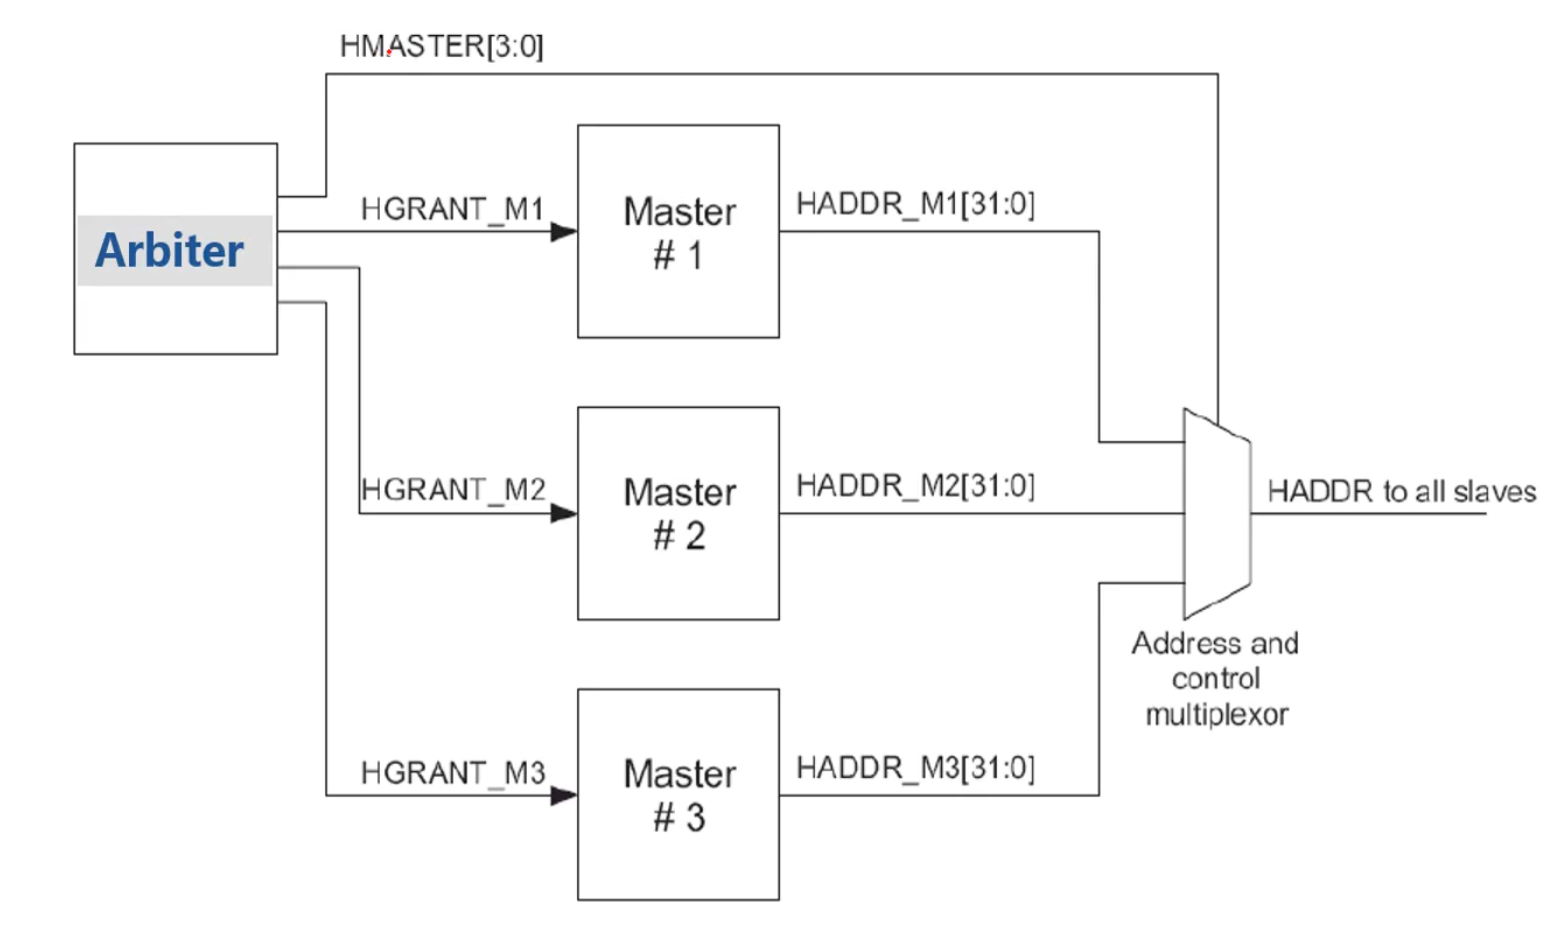 HMASTER[3:0]
Arbiter
HGRANT_M1
Master
# 1
HADDR_M1[31:0]
HGRANT_M2
Master
# 2
HADDR_M2[31:0]
HADDR to all slaves
Address and
control
multiplexor
HGRANT_M3
Master
# 3
HADDR_M3[31:0]